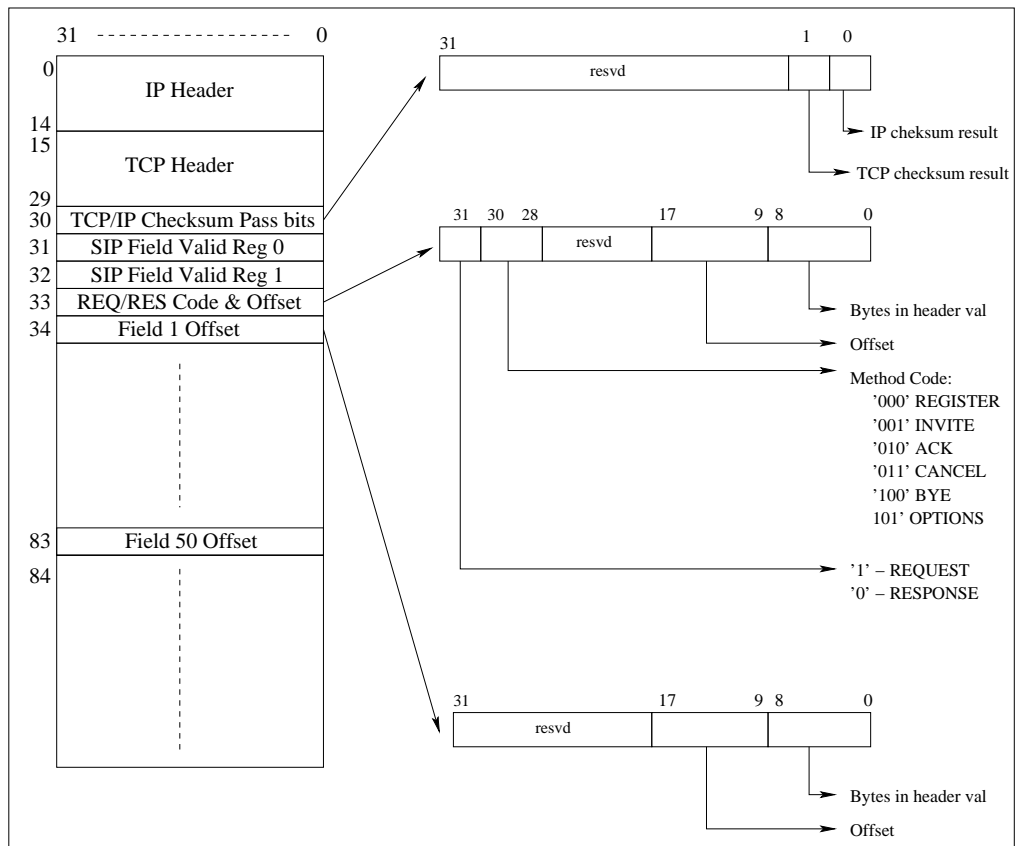 31 0
0
IP Header
14
15
TCP Header
29
30 TCP/IP Checksum Pass bits
31 SIP Field Valid Reg 0
32 SIP Field Valid Reg 1
33 REQ/RES Code & Offset
34 Field 1 Offset
83 Field 50 Offset
84
31 1 0
resvd
IP cheksum result
TCP checksum result
31 30 28 17 9 8 0
resvd
Bytes in header val
Offset
Method Code:
'000' REGISTER
'001' INVITE
'010' ACK
'011' CANCEL
'100' BYE
101' OPTIONS
'1' – REQUEST
'0' – RESPONSE
31 17 9 8 0
resvd
Bytes in header val
Offset